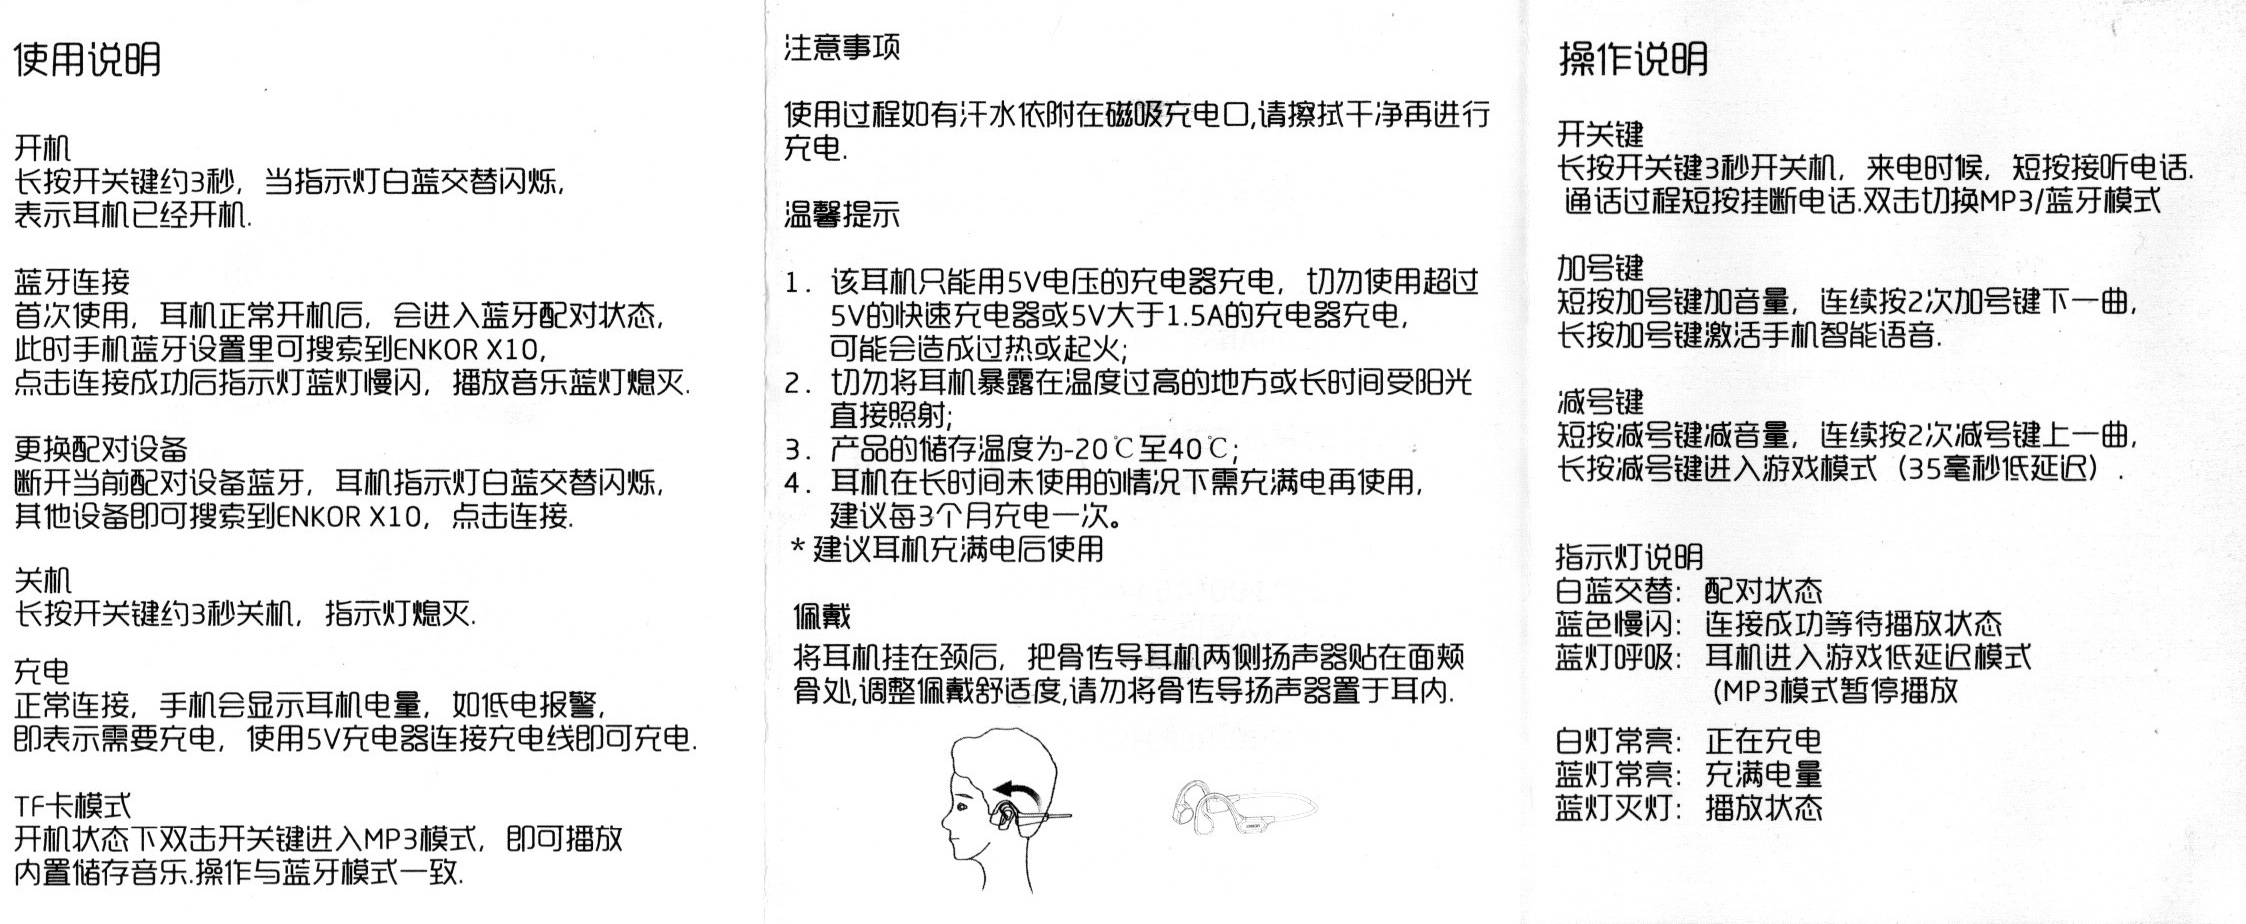 使用说明
开机
长按开关键约3秒，当指示灯白蓝交替闪烁，
表示耳机已经开机.
蓝牙连接
首次使用，耳机正常开机后，会进入蓝牙配对状态，
此时手机蓝牙设置里可搜索到ENKOR X10，
点击连接成功后指示灯蓝灯慢闪，播放音乐蓝灯熄灭.
更换配对设备
断开当前配对设备蓝牙，耳机指示灯白蓝交替闪烁，
其他设备即可搜索到ENKOR X10，点击连接.
关机
长按开关键约3秒关机，指示灯熄灭.
充电
正常连接，手机会显示耳机电量，如低电报警，
即表示需要充电，使用5V充电器连接充电线即可充电.
TF卡模式
开机状态下双击开关键进入MP3模式，即可播放
内置储存音乐.操作与蓝牙模式一致.
注意事项
使用过程如有汗水依附在磁吸充电口,请擦拭干净再进行
充电.
温馨提示
1. 该耳机只能用5V电压的充电器充电，切勿使用超过
5V的快速充电器或5V大于1.5A的充电器充电，
可能会造成过热或起火;
2. 切勿将耳机暴露在温度过高的地方或长时间受阳光
直接照射;
3. 产品的储存温度为-20℃至40℃;
4. 耳机在长时间未使用的情况下需充满电再使用，
建议每3个月充电一次。
* 建议耳机充满电后使用
佩戴
将耳机挂在颈后，把骨传导耳机两侧扬声器贴在面颊
骨处,调整佩戴舒适度,请勿将骨传导扬声器置于耳内.
操作说明
开关键
长按开关键3秒开关机，来电时候，短按接听电话.
通话过程短按挂断电话.双击切换MP3/蓝牙模式
加号键
短按加号键加音量，连续按2次加号键下一曲，
长按加号键激活手机智能语音.
减号键
短按减号键减音量，连续按2次减号键上一曲，
长按减号键进入游戏模式（35毫秒低延迟）.
指示灯说明
白蓝交替：配对状态
蓝色慢闪：连接成功等待播放状态
蓝灯呼吸：耳机进入游戏低延迟模式
(MP3模式暂停播放
白灯常亮：正在充电
蓝灯常亮：充满电量
蓝灯灭灯：播放状态